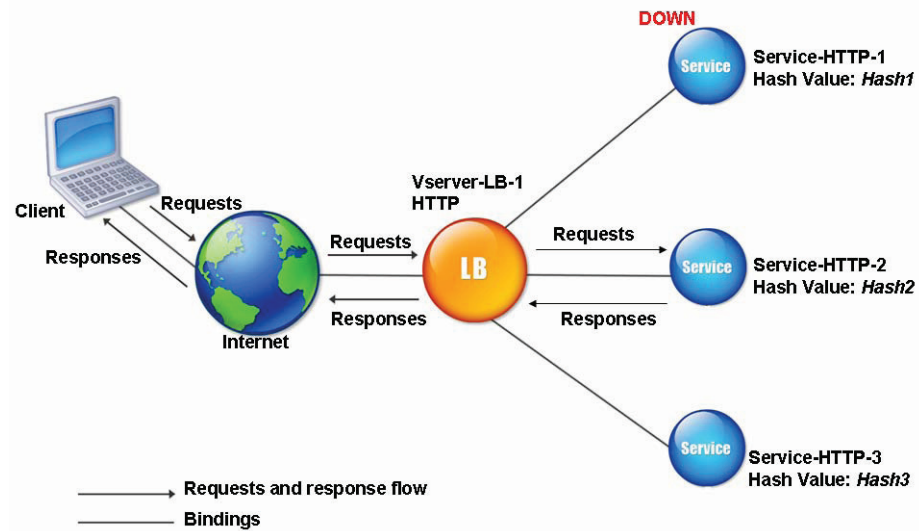 DOWN
Service
Service-HTTP-1
Hash Value: Hash1
Client
Requests
Responses
Internet
Requests
Responses
Vserver-LB-1
HTTP
LB
Requests
Responses
Service
Service-HTTP-2
Hash Value: Hash2
Service
Service-HTTP-3
Hash Value: Hash3
Requests and response flow
Bindings